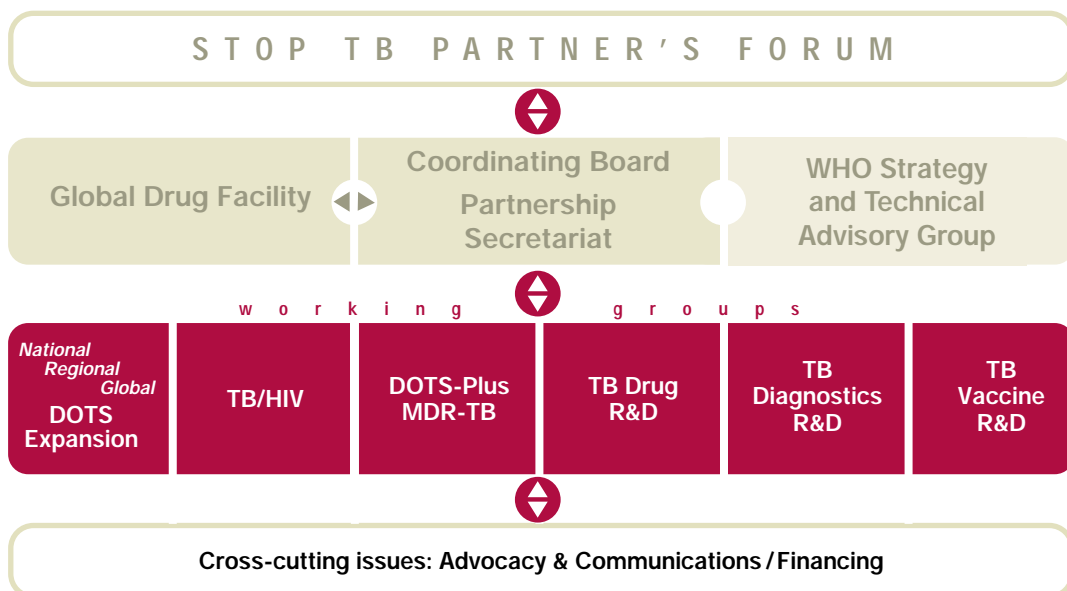 STOP TB PARTNER'S FORUM
Global Drug Facility
Coordinating Board
Partnership
Secretariat
WHO Strategy
and Technical
Advisory Group
working groups
National
Regional
Global
DOTS
Expansion
TB/HIV
DOTS-Plus
MDR-TB
TB Drug
R&D
TB
Diagnostics
R&D
TB
Vaccine
R&D
Cross-cutting issues: Advocacy & Communications / Financing